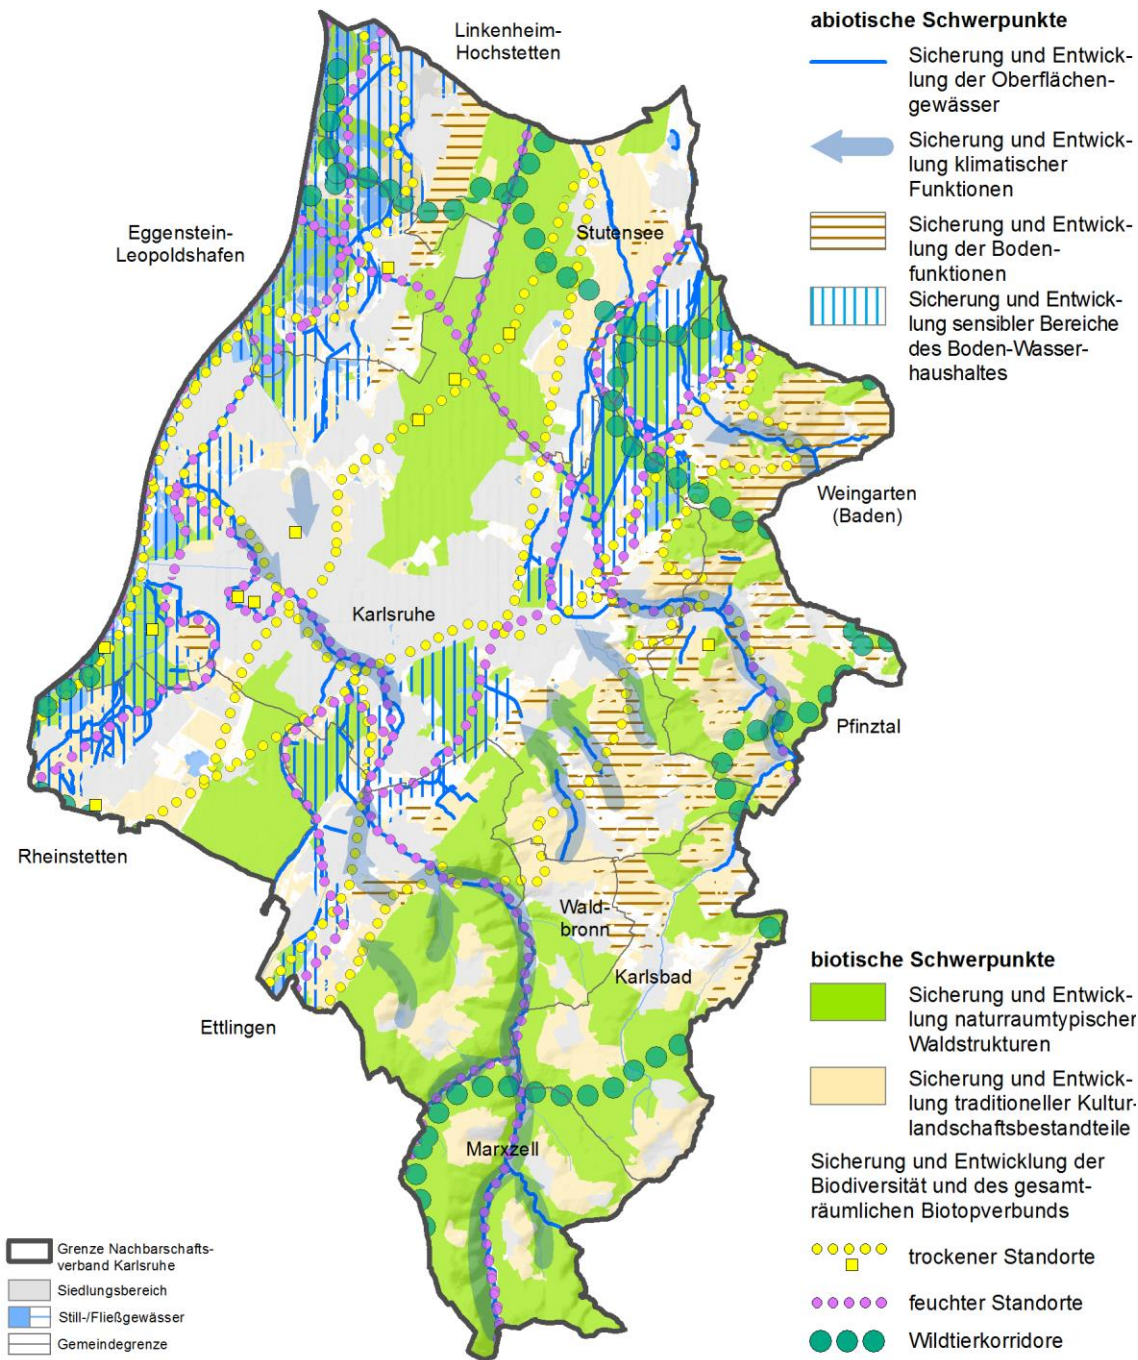 Linkenheim-
Hochstetten
Eggenstein-
Leopoldshafen
Stutensee
Weingarten
(Baden)
Karlsruhe
Pfinztal
Rheinstetten
Wald-
bronn
Karlsbad
Ettlingen
Marxzell
abiotische Schwerpunkte
Sicherung und Entwick-
lung der Oberflächen-
gewässer
Sicherung und Entwick-
lung klimatischer
Funktionen
Sicherung und Entwick-
lung der Boden-
funktionen
Sicherung und Entwick-
lung sensibler Bereiche
des Boden-Wasser-
haushaltes
biotische Schwerpunkte
Sicherung und Entwick-
lung naturraumtypischer
Waldstrukturen
Sicherung und Entwick-
lung traditioneller Kultur-
landschaftsbestandteile
Sicherung und Entwicklung der
Biodiversität und des gesamt-
räumlichen Biotopverbunds
trockener Standorte
feuchter Standorte
Wildtierkorridore
Grenze Nachbarschafts-
verband Karlsruhe
Siedlungsbereich
Still-/Fließgewässer
Gemeindegrenze